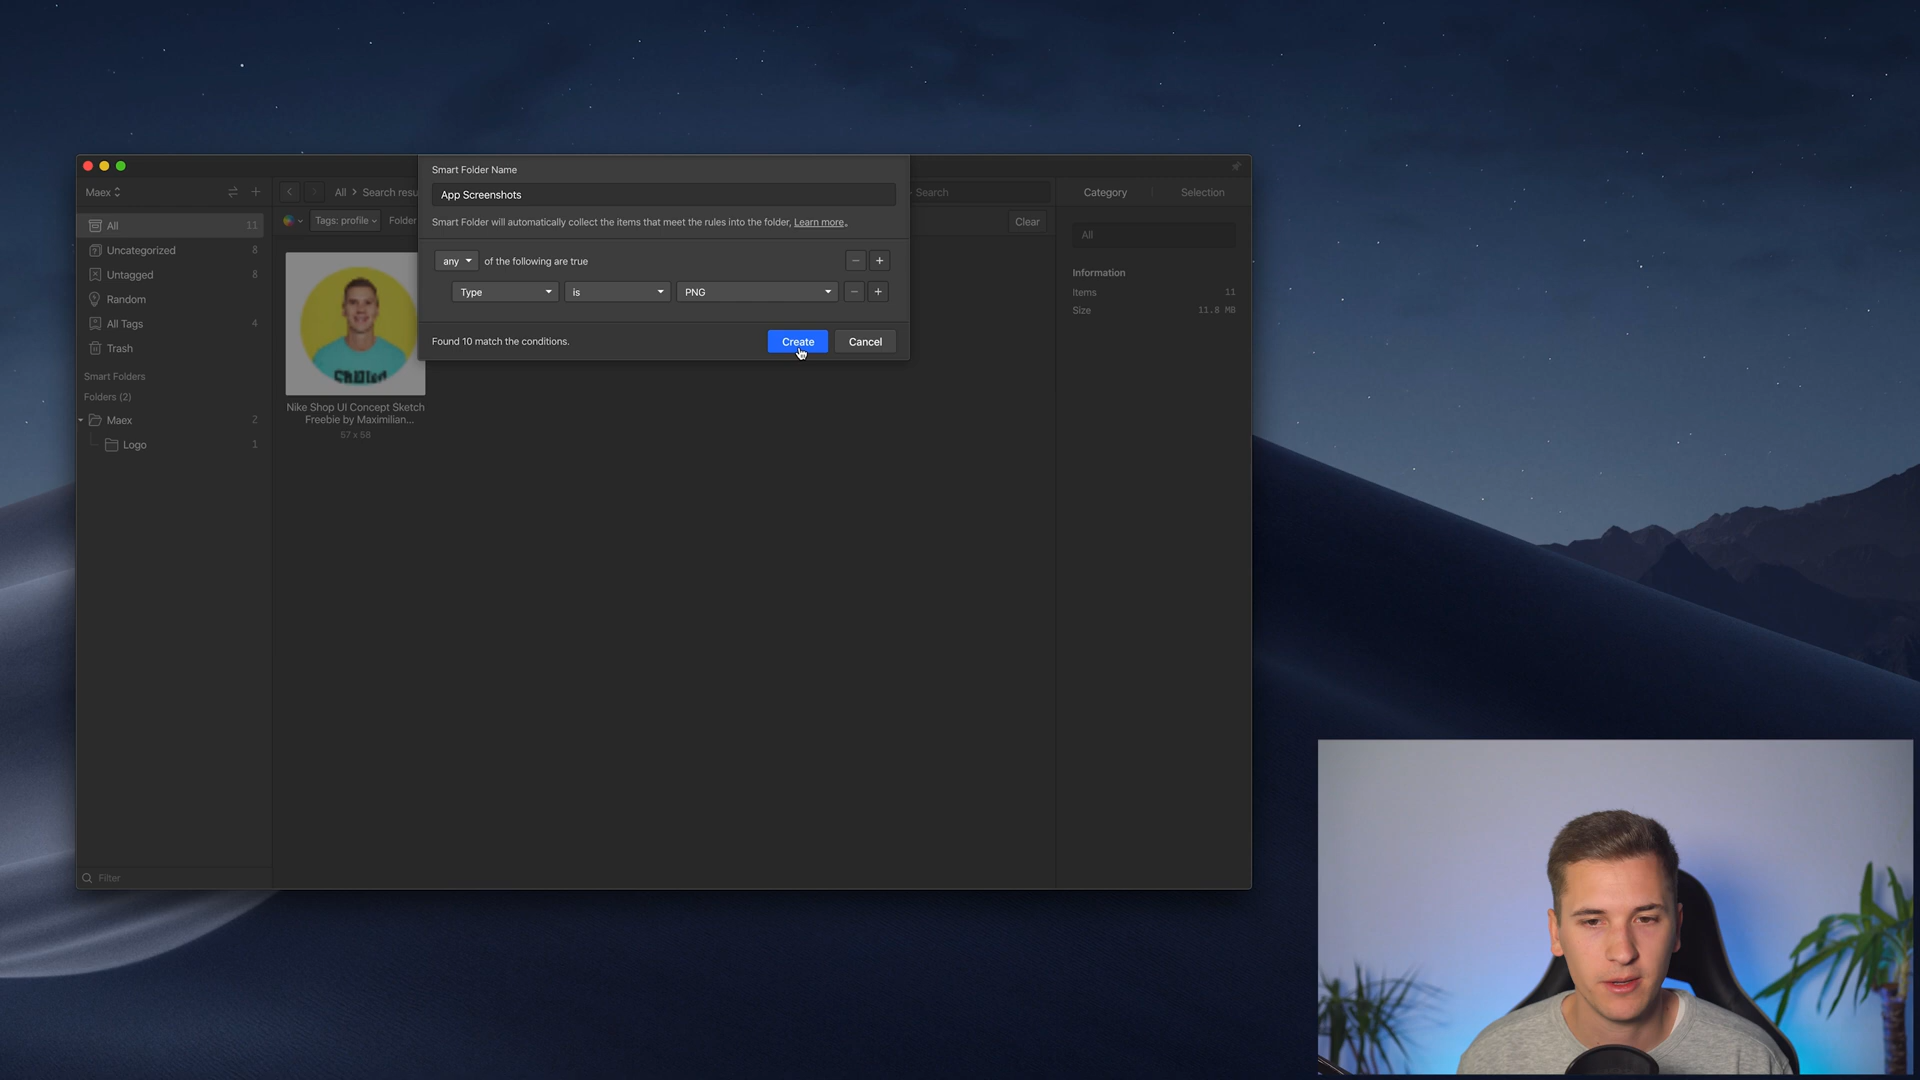 Smart Folder Name
Maex
All > Search resu
Search
Category
Selection
App Screenshots
Tags: profile
Folder
Smart Folder will automatically collect the items that meet the rules into the folder, Learn more。
Clear
All
All 11
Uncategorized 8
Untagged 8
Random
All Tags 4
Trash
Smart Folders
Folders (2)
Maex 2
Logo 1
any of the following are true
Type is PNG
Found 10 match the conditions.
Create
Cancel
Information
Items 11
Size 11.8 MB
Nike Shop UI Concept Sketch
Freebie by Maximilian...
57 x 58
Filter